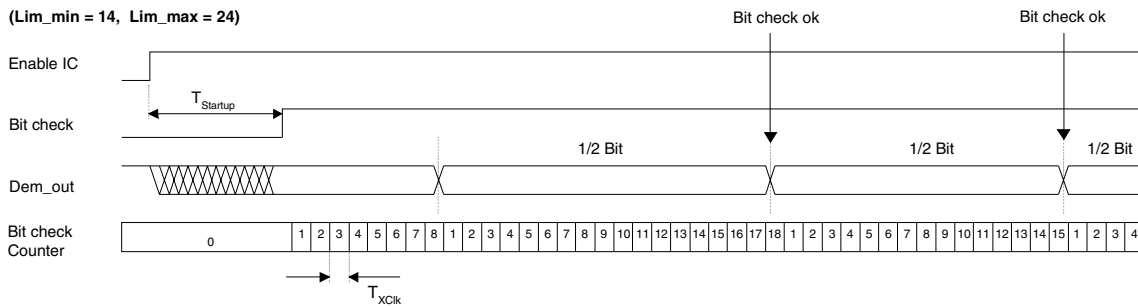 (Lim_min = 14, Lim_max = 24)
Bit check ok
Bit check ok
Enable IC
T_Startup
Bit check
1/2 Bit
1/2 Bit
1/2 Bit
Dem_out
Bit check
Counter
0 1 2 3 4 5 6 7 8 1 2 3 4 5 6 7 8 9 10 11 12 13 14 15 16 17 18 1 2 3 4 5 6 7 8 9 10 11 12 13 14 15 1 2 3 4
T_XClk